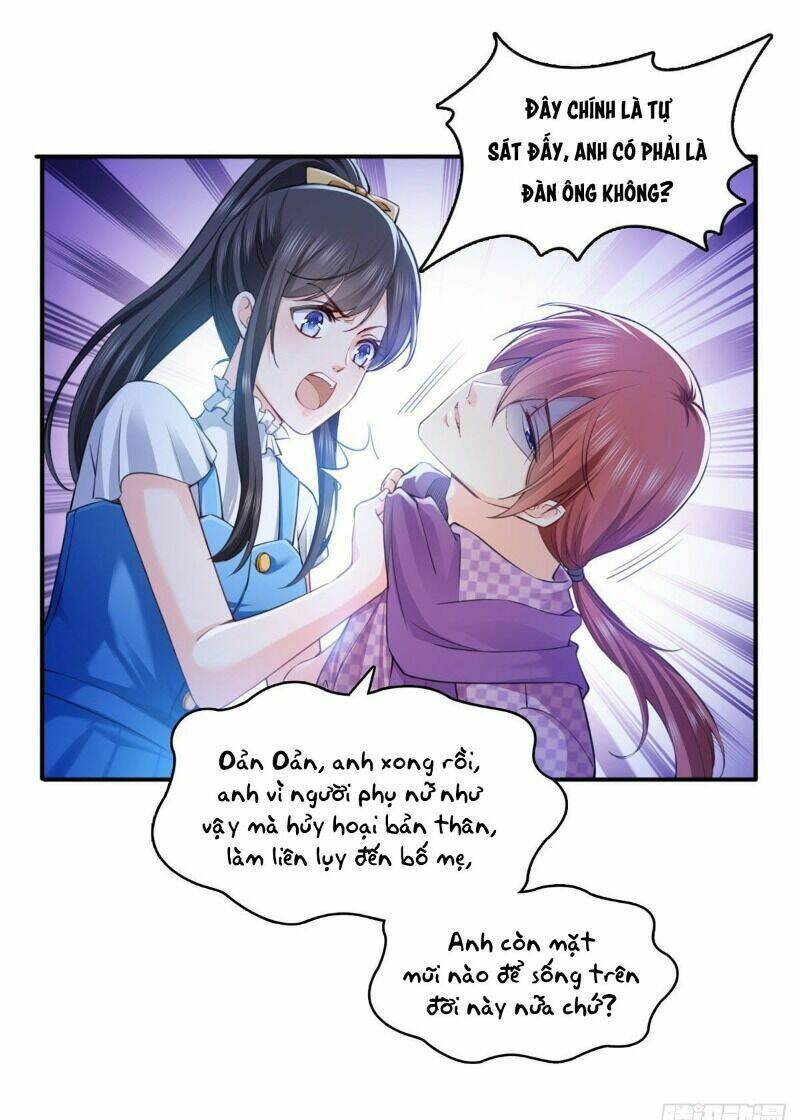 ĐÂY CHÍNH LÀ TỰ
SÁT ĐẤY, ANH CÓ PHẢI LÀ
ĐÀN ÔNG KHÔNG?
Oản Oản, anh xong rồi,
anh vì người phụ nữ như
vậy mà hủy hoại bản thân,
làm liên lụy đến bố mẹ,
Anh còn mặt
mũi nào để sống trên
đời này nữa chứ?